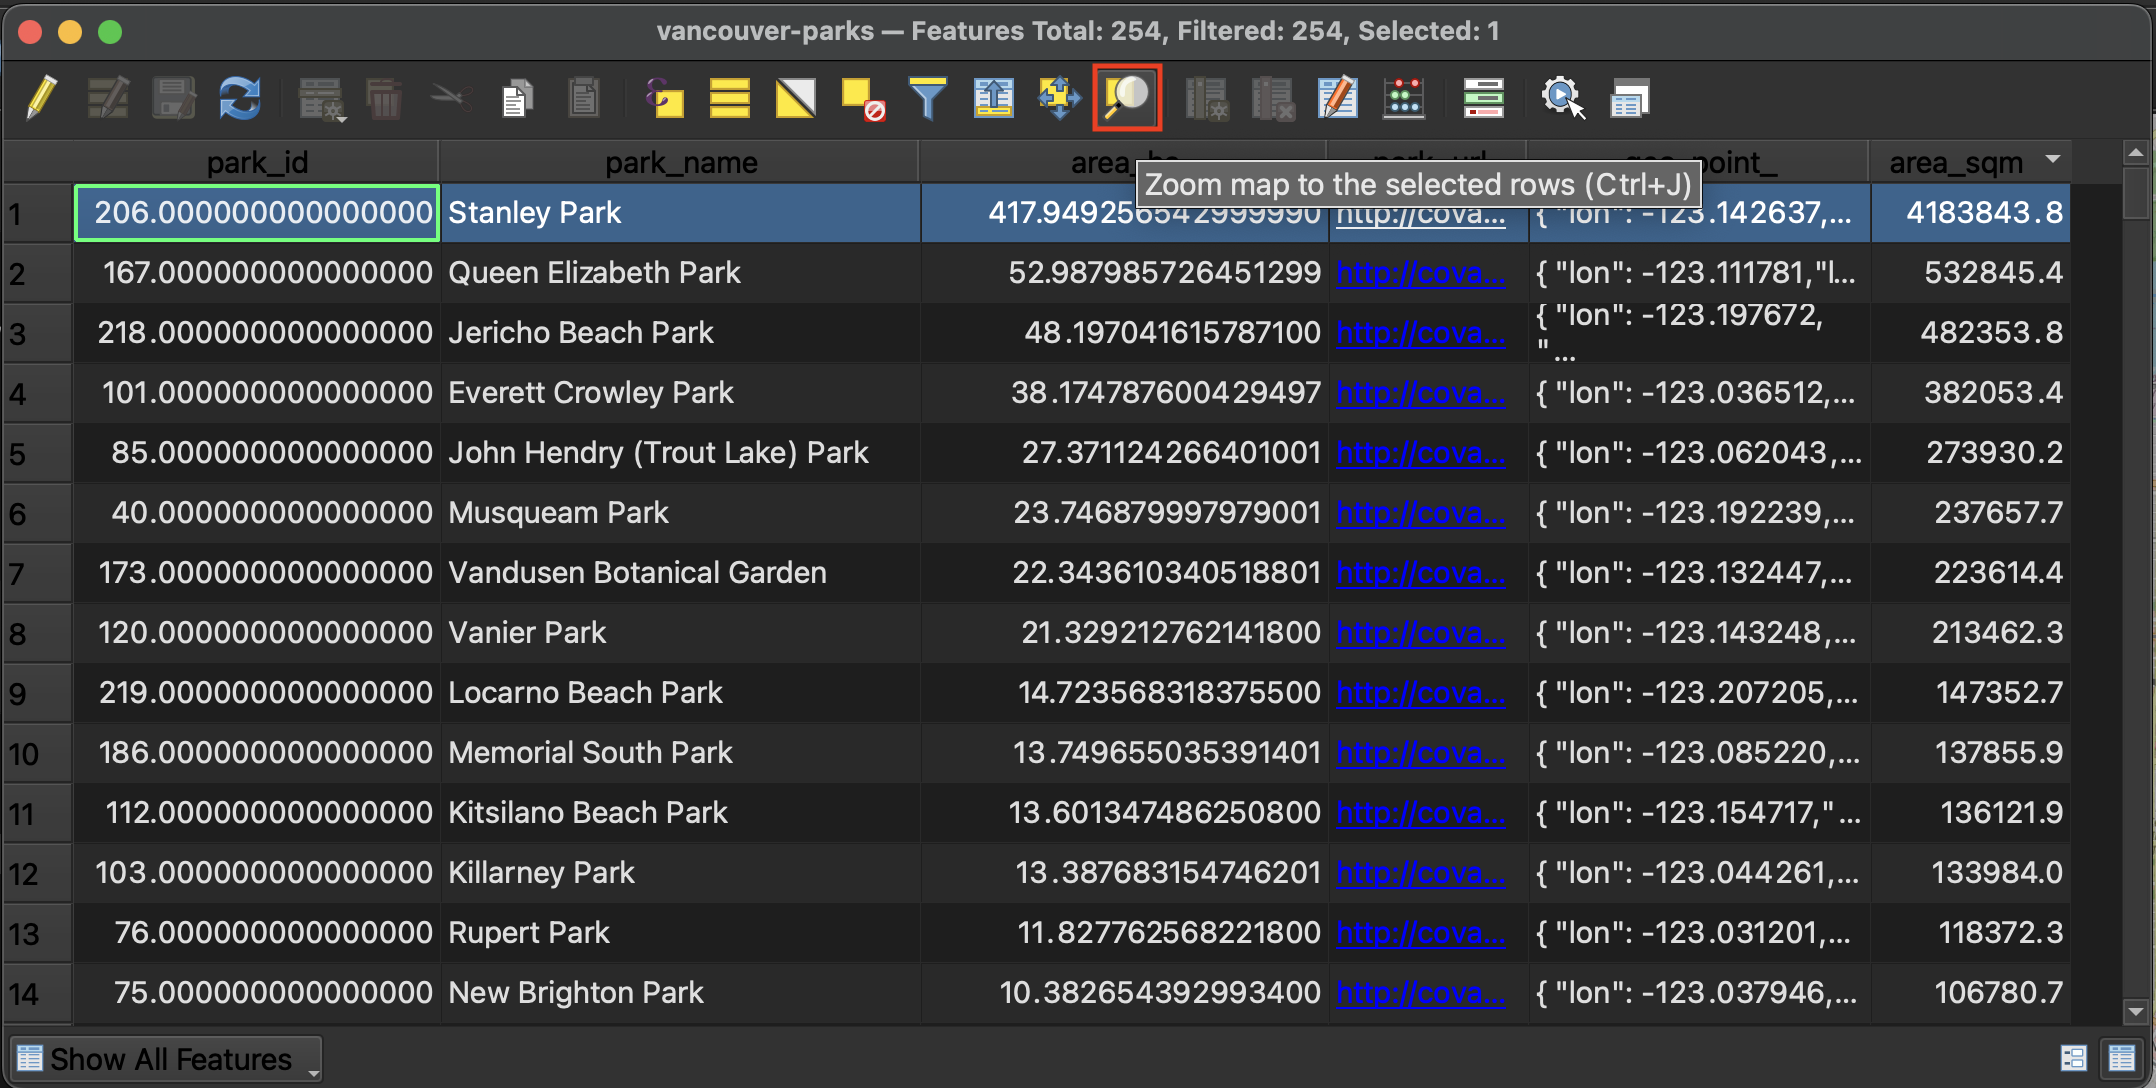 vancouver-parks — Features Total: 254, Filtered: 254, Selected: 1
park_id park_name area_ha park_url geo_point_ area_sqm
Zoom map to the selected rows (Ctrl+J)
1 206.000000000000000 Stanley Park 417.949256542999990 http://cova... { "lon": -123.142637,... 4183843.8
2 167.000000000000000 Queen Elizabeth Park 52.987985726451299 http://cova... { "lon": -123.111781,"l... 532845.4
3 218.000000000000000 Jericho Beach Park 48.197041615787100 http://cova... { "lon": -123.197672, "... 482353.8
4 101.000000000000000 Everett Crowley Park 38.174787600429497 http://cova... { "lon": -123.036512,... 382053.4
5 85.000000000000000 John Hendry (Trout Lake) Park 27.371124266401001 http://cova... { "lon": -123.062043,... 273930.2
6 40.000000000000000 Musqueam Park 23.746879997979001 http://cova... { "lon": -123.192239,... 237657.7
7 173.000000000000000 Vandusen Botanical Garden 22.343610340518801 http://cova... { "lon": -123.132447,... 223614.4
8 120.000000000000000 Vanier Park 21.329212762141800 http://cova... { "lon": -123.143248,... 213462.3
9 219.000000000000000 Locarno Beach Park 14.723568318375500 http://cova... { "lon": -123.207205,... 147352.7
10 186.000000000000000 Memorial South Park 13.749655035391401 http://cova... { "lon": -123.085220,... 137855.9
11 112.000000000000000 Kitsilano Beach Park 13.601347486250800 http://cova... { "lon": -123.154717,"... 136121.9
12 103.000000000000000 Killarney Park 13.387683154746201 http://cova... { "lon": -123.044261,... 133984.0
13 76.000000000000000 Rupert Park 11.827762568221800 http://cova... { "lon": -123.031201,... 118372.3
14 75.000000000000000 New Brighton Park 10.382654392993400 http://cova... { "lon": -123.037946,... 106780.7
Show All Features